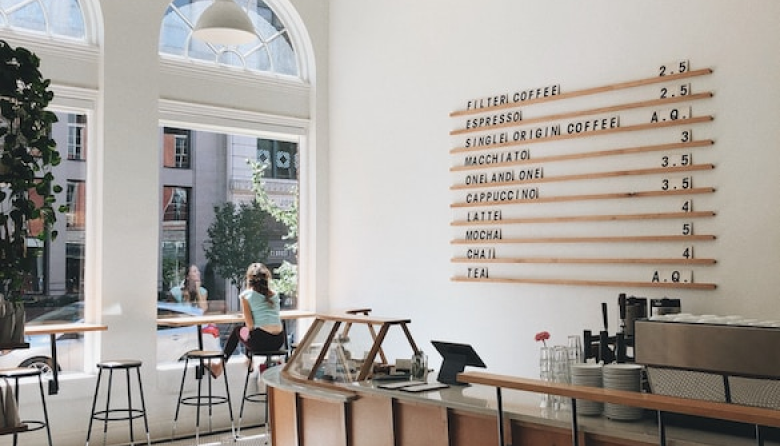 FILTER COFFEE 2.5
ESPRESSO 2.5
SINGLE ORIGIN COFFEE A.Q.
MACCHIATO 3
ONE AND ONE 3.5
CAPPUCCINO 3.5
LATTE 4
MOCHA 5
CHAI 4
TEA A.Q.